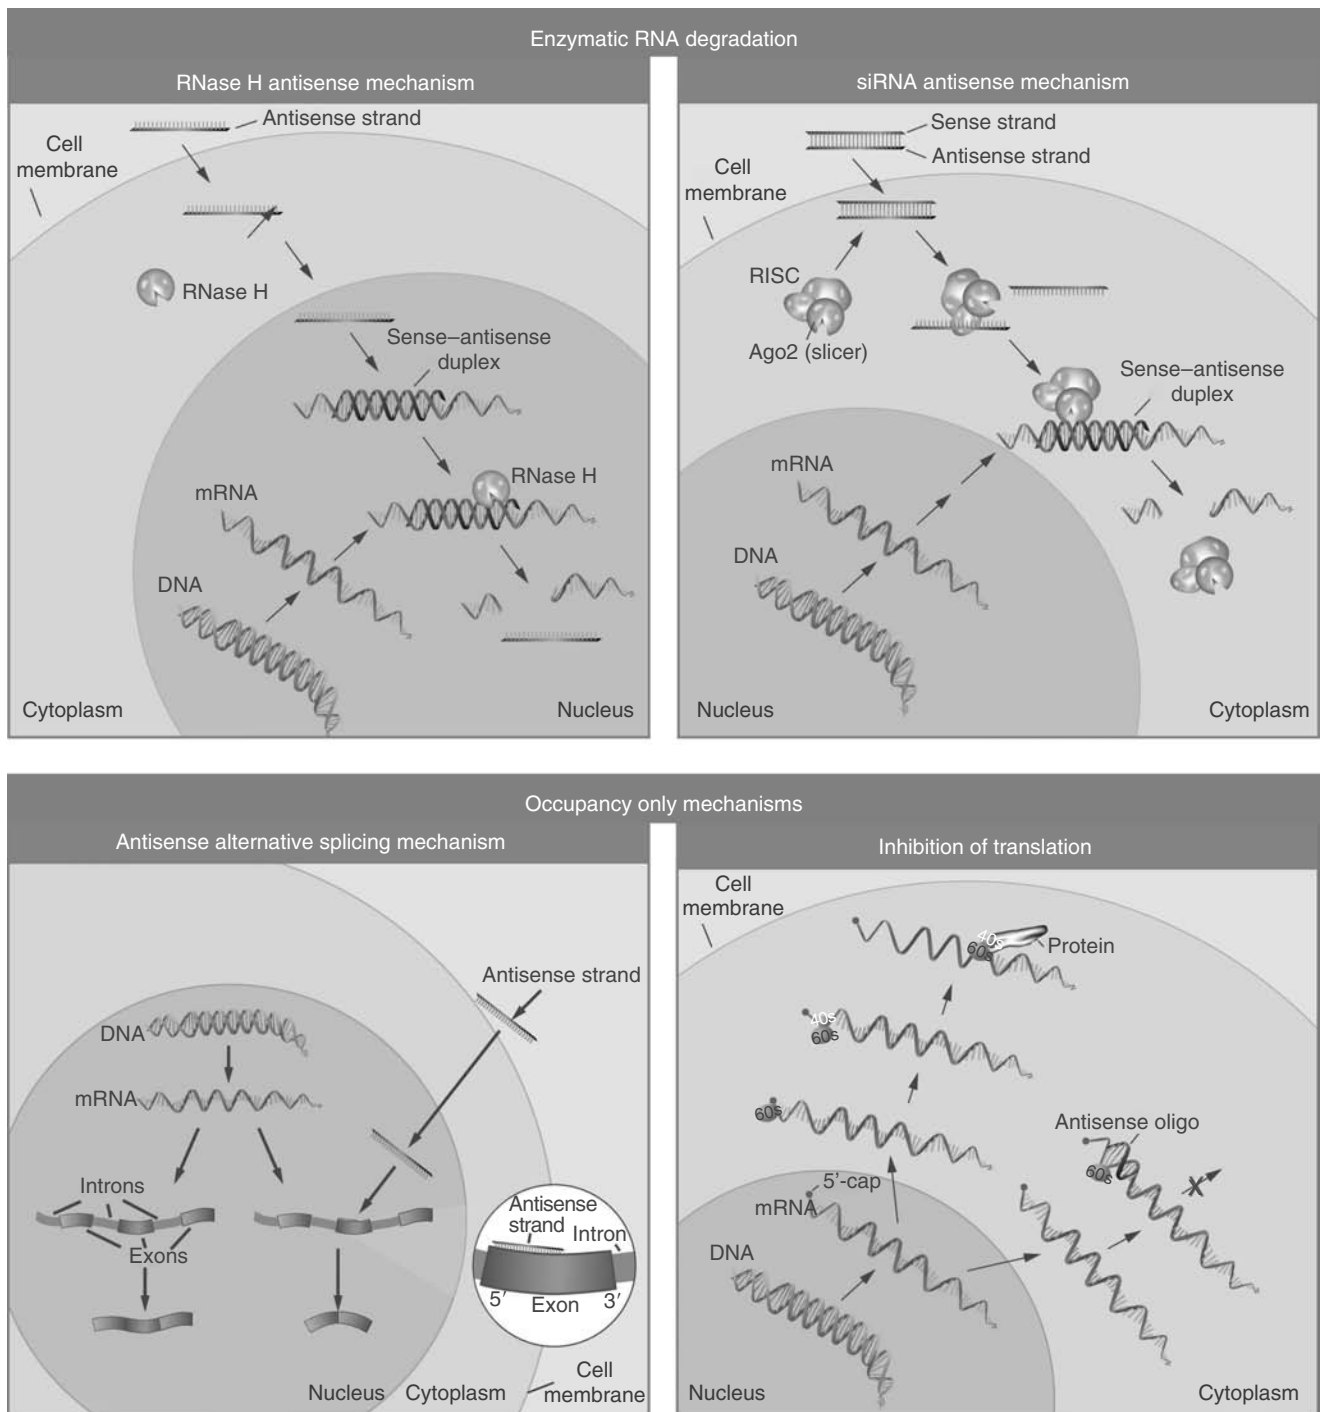 Enzymatic RNA degradation
RNase H antisense mechanism
Antisense strand
Cell
membrane
RNase H
Sense–antisense
duplex
RNase H
mRNA
DNA
Cytoplasm
Nucleus
siRNA antisense mechanism
Sense strand
Antisense strand
Cell
membrane
RISC
Ago2 (slicer)
Sense–antisense
duplex
mRNA
DNA
Nucleus
Cytoplasm
Occupancy only mechanisms
Antisense alternative splicing mechanism
Antisense strand
DNA
mRNA
Introns
Exons
Antisense
strand
Intron
5′
Exon
3′
Nucleus
Cytoplasm
Cell
membrane
Inhibition of translation
Cell
membrane
40s
60s
Protein
40s
60s
60s
Antisense oligo
60s
5′-cap
mRNA
DNA
Nucleus
Cytoplasm